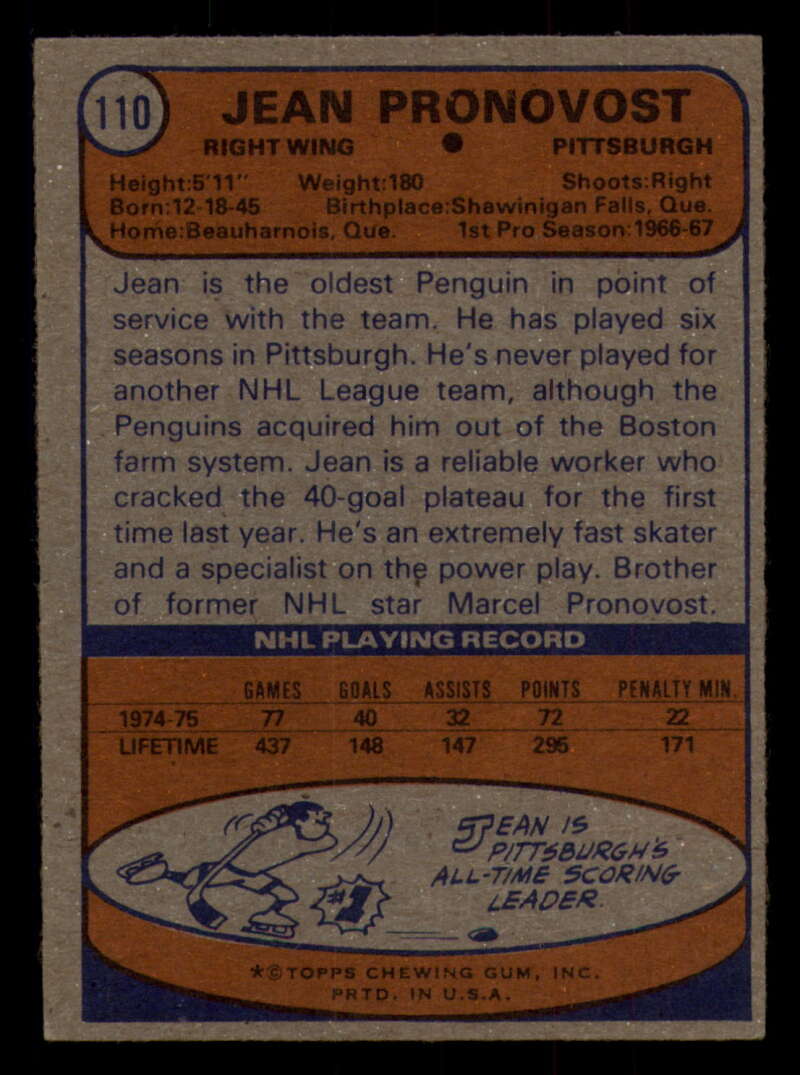 110
JEAN PRONOVOST
RIGHT WING ● PITTSBURGH
Height:5'11" Weight:180 Shoots:Right
Born:12-18-45 Birthplace:Shawinigan Falls, Que.
Home:Beauharnois, Que. 1st Pro Season:1966-67
Jean is the oldest Penguin in point of
service with the team. He has played six
seasons in Pittsburgh. He's never played for
another NHL League team, although the
Penguins acquired him out of the Boston
farm system. Jean is a reliable worker who
cracked the 40-goal plateau for the first
time last year. He's an extremely fast skater
and a specialist on the power play. Brother
of former NHL star Marcel Pronovost.
NHL PLAYING RECORD
GAMES GOALS ASSISTS POINTS PENALTY MIN.
1974-75 77 40 32 72 22
LIFETIME 437 148 147 295 171
JEAN IS
PITTSBURGH'S
ALL-TIME SCORING
LEADER.
#1
*©TOPPS CHEWING GUM, INC.
PRTD. IN U.S.A.